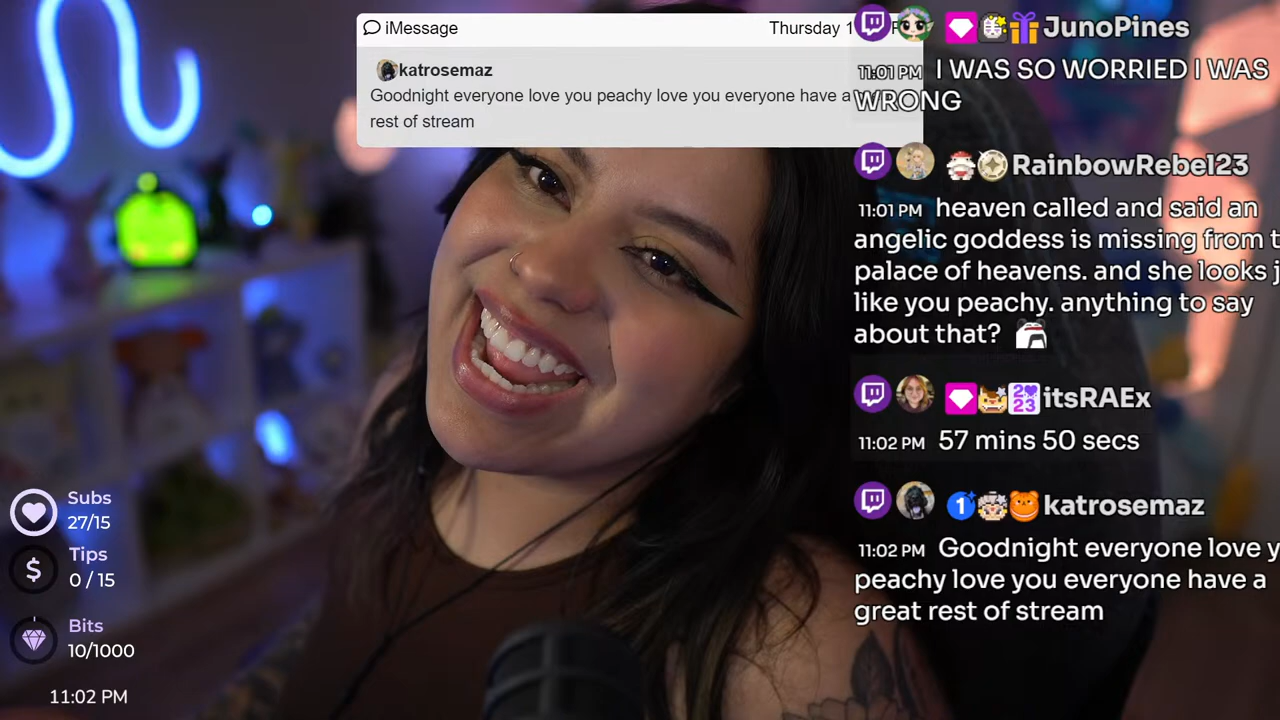 iMessage
Thursday 1
katrosemaz
Goodnight everyone love you peachy love you everyone have a
rest of stream
JunoPines
11:01 PM I WAS SO WORRIED I WAS
WRONG
RainbowRebel23
11:01 PM heaven called and said an
angelic goddess is missing from
palace of heavens. and she looks
like you peachy. anything to say
about that?
2 23 itsRAEx
11:02 PM 57 mins 50 secs
1 katrosemaz
11:02 PM Goodnight everyone love
peachy love you everyone have a
great rest of stream
Subs
27/15
Tips
$ 0 / 15
Bits
10/1000
11:02 PM